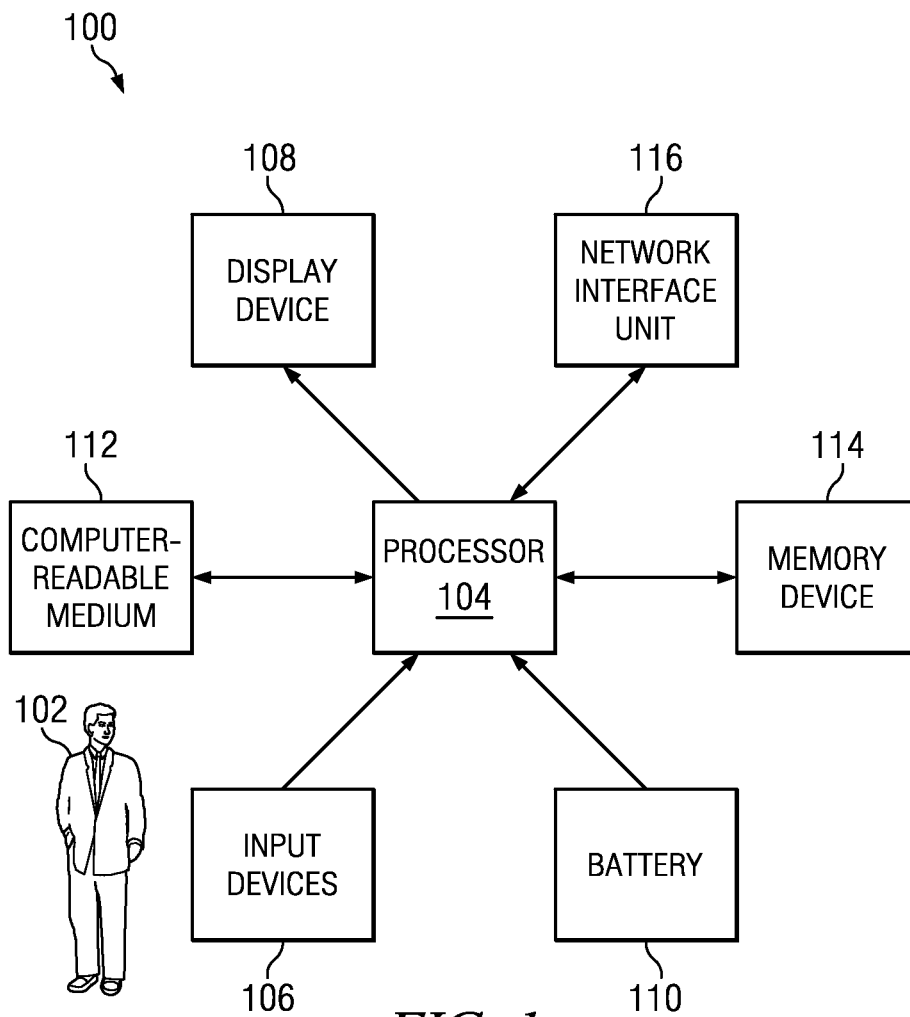 100
108
116
DISPLAY
DEVICE
NETWORK
INTERFACE
UNIT
112
114
COMPUTER-
READABLE
MEDIUM
PROCESSOR
104
MEMORY
DEVICE
102
INPUT
DEVICES
BATTERY
106
110